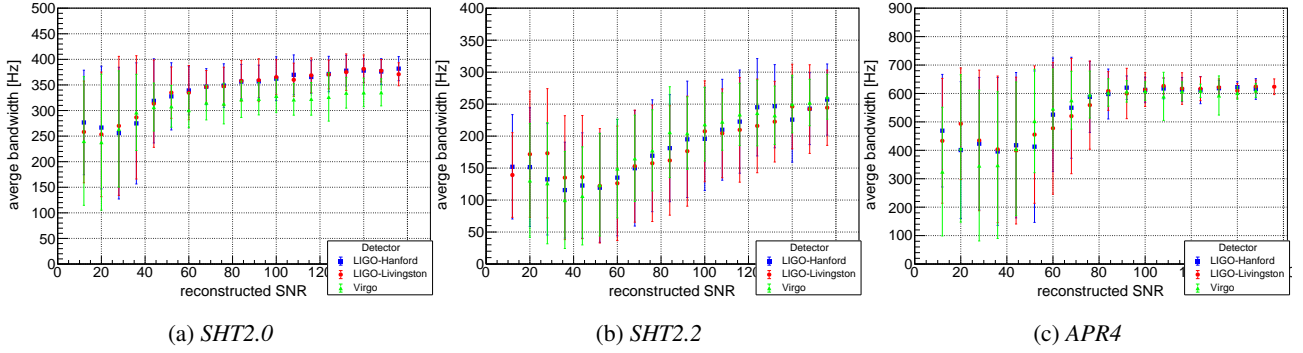 500
450
400
350
300
250
200
150
100
50
0
averge bandwidth [Hz]
0 20 40 60 80 100 120
reconstructed SNR
Detector
LIGO-Hanford
LIGO-Livingston
Virgo
(a) SHT2.0
400
350
300
250
200
150
100
50
0
averge bandwidth [Hz]
0 20 40 60 80 100 120
reconstructed SNR
Detector
LIGO-Hanford
LIGO-Livingston
Virgo
(b) SHT2.2
900
800
700
600
500
400
300
200
100
0
averge bandwidth [Hz]
0 20 40 60 80 100
reconstructed SNR
Detector
LIGO-Hanford
LIGO-Livingston
Virgo
(c) APR4